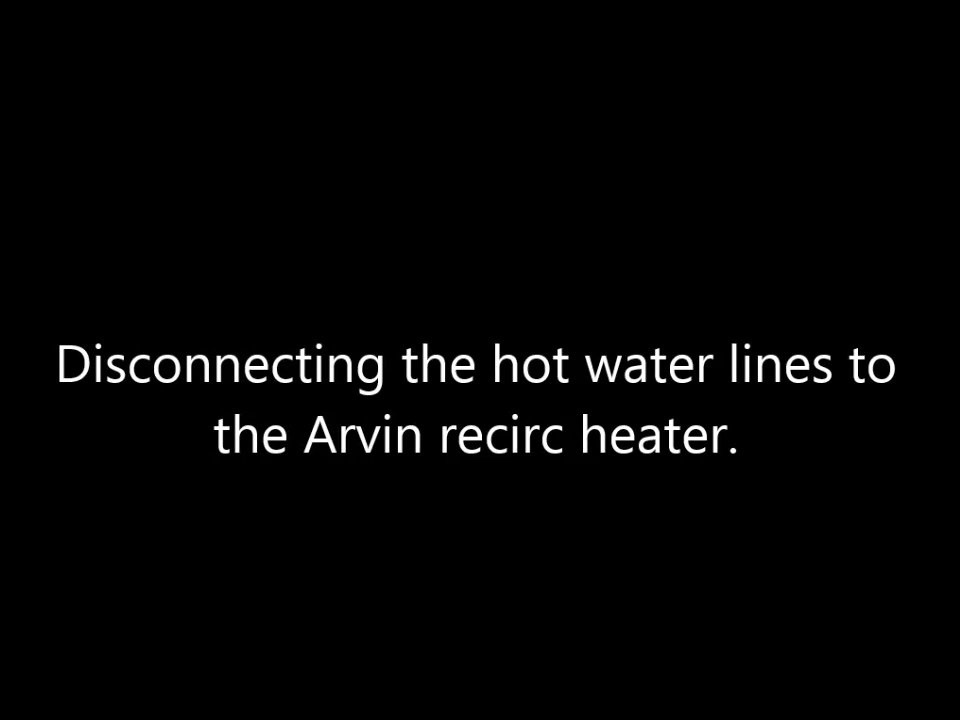 Disconnecting the hot water lines to
the Arvin recirc heater.